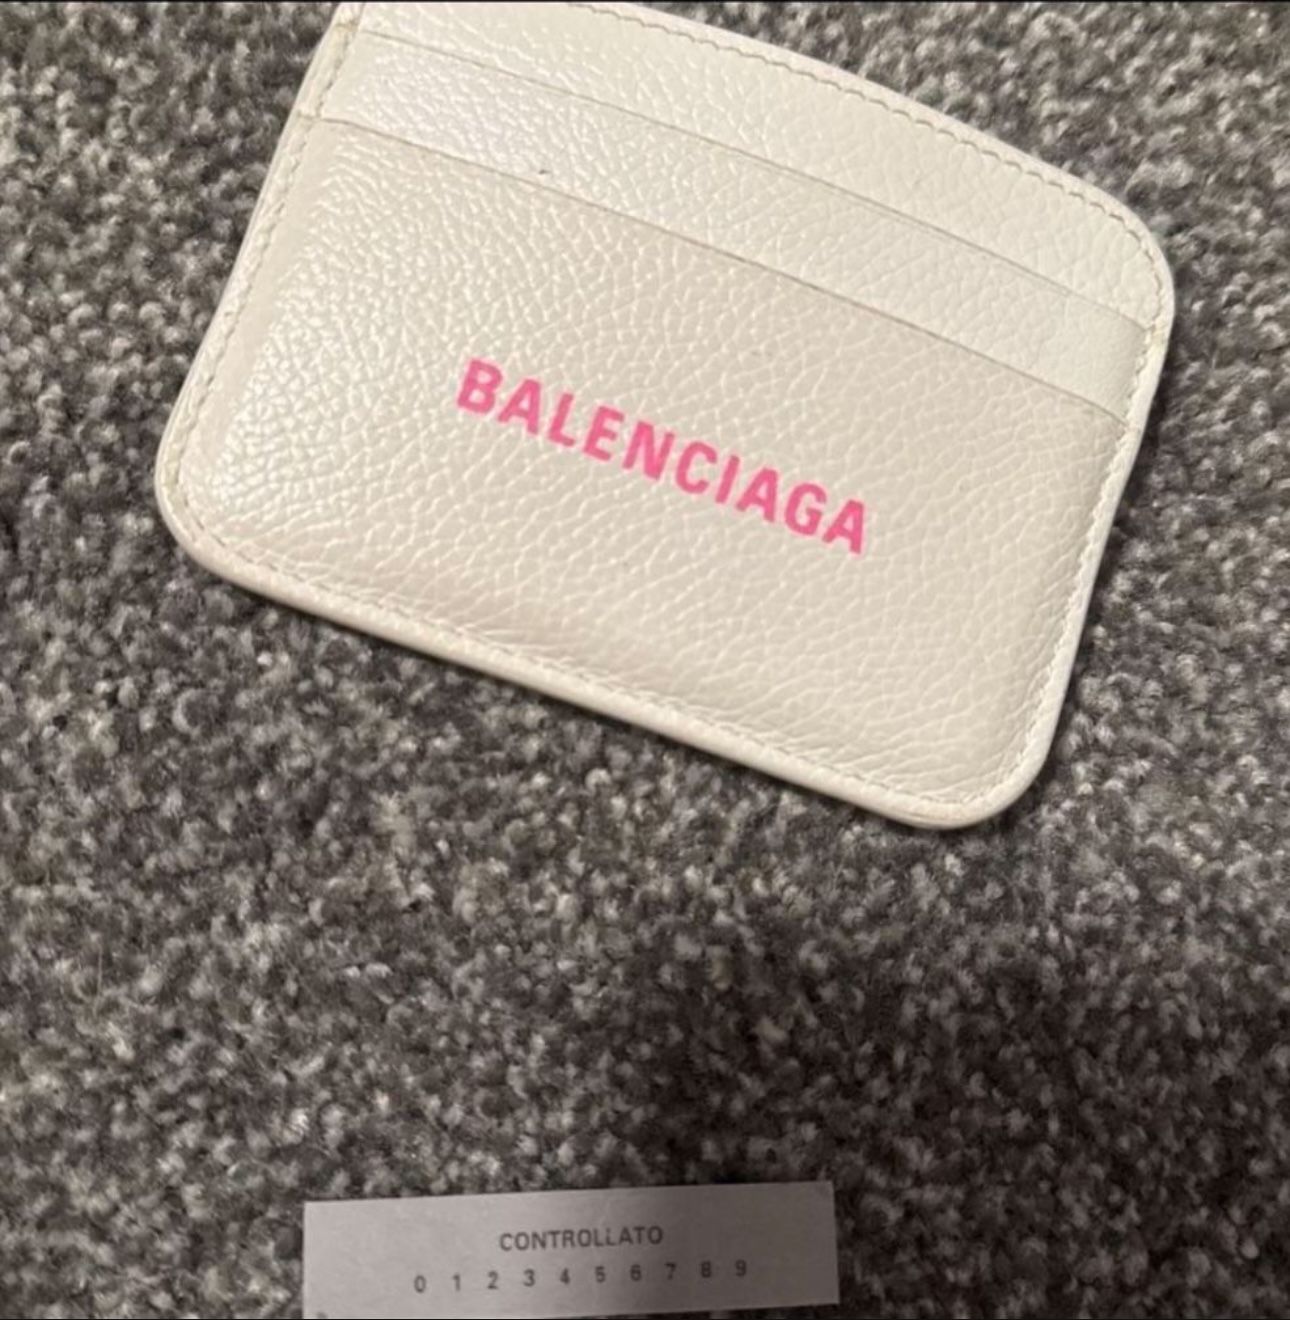 BALENCIAGA
CONTROLLATO
0 1 2 3 4 5 6 7 8 9